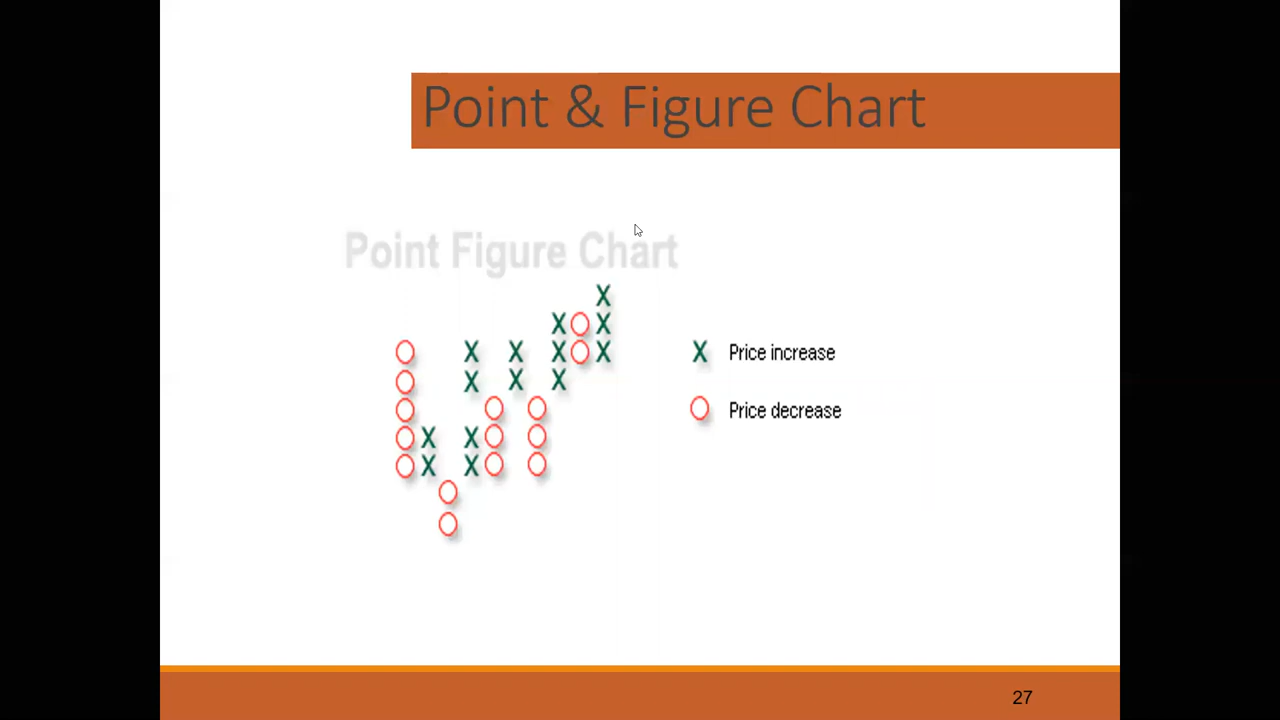 Point & Figure Chart
Point Figure Chart
X Price increase
O Price decrease
27